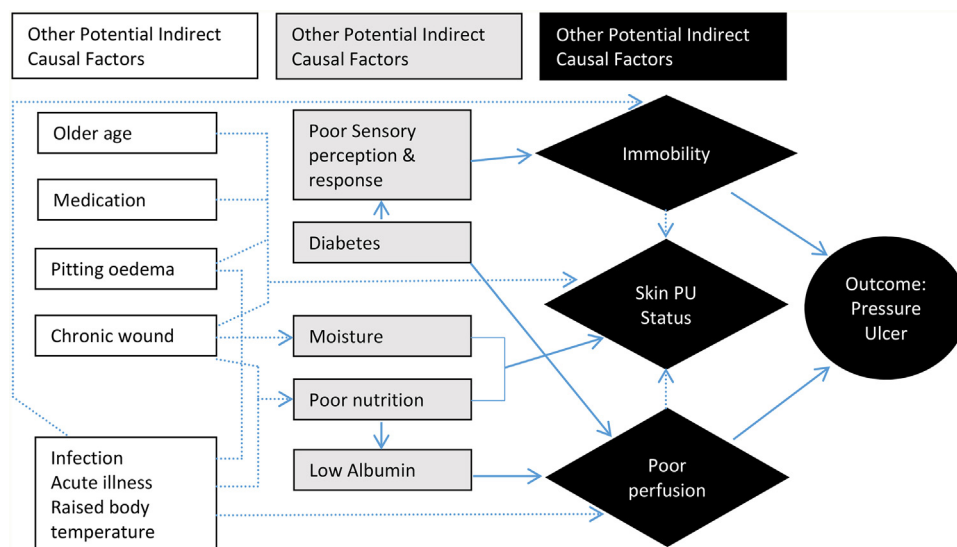 Other Potential Indirect
Causal Factors
Other Potential Indirect
Causal Factors
Other Potential Indirect
Causal Factors
Older age
Medication
Pitting oedema
Chronic wound
Infection
Acute illness
Raised body
temperature
Poor Sensory
perception &
response
Diabetes
Moisture
Poor nutrition
Low Albumin
Immobility
Skin PU
Status
Poor
perfusion
Outcome:
Pressure
Ulcer